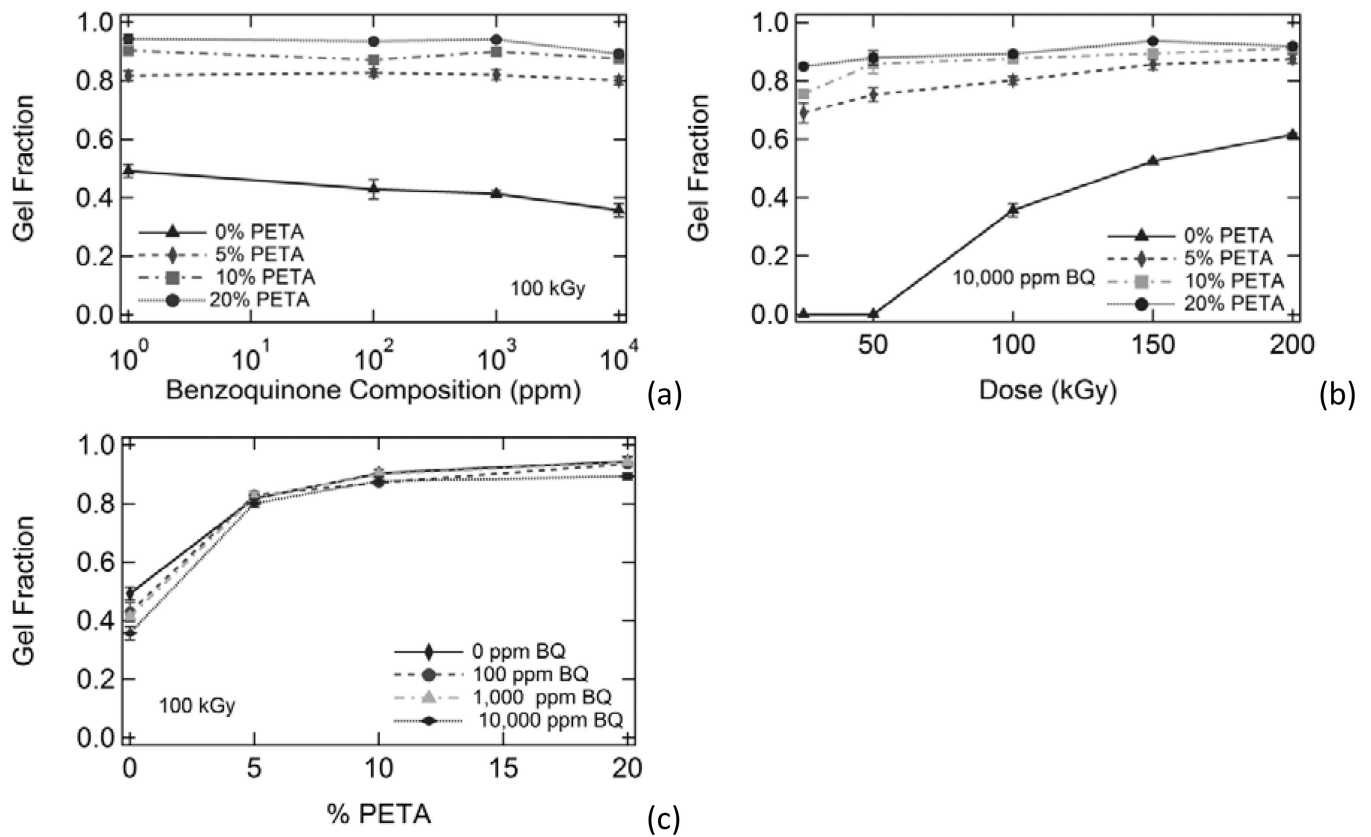 1.0
0.8
0.6
0.4
0.2
0.0
Gel Fraction
0% PETA
5% PETA
10% PETA
20% PETA
100 kGy
10^0 10^1 10^2 10^3 10^4
Benzoquinone Composition (ppm)
(a)
1.0
0.8
0.6
0.4
0.2
0.0
Gel Fraction
10,000 ppm BQ
0% PETA
5% PETA
10% PETA
20% PETA
50 100 150 200
Dose (kGy)
(b)
1.0
0.8
0.6
0.4
0.2
0.0
Gel Fraction
100 kGy
0 ppm BQ
100 ppm BQ
1,000 ppm BQ
10,000 ppm BQ
0 5 10 15 20
% PETA
(c)